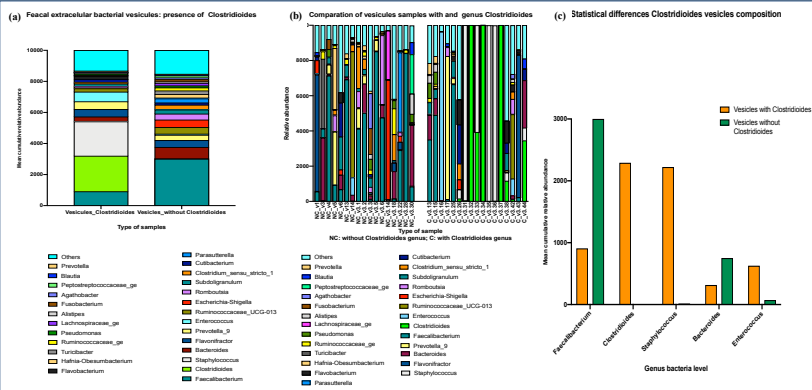 (a) Faecal extracelular bacterial vesicules: presence of Clostridioides
Mean cumulative relative abundance
10000
8000
6000
4000
2000
0
Vesicules_Clostridioides
Vesicules_without Clostridioides
Type of samples
Others
Prevotella
Blautia
Peptostreptococcaceae_ge
Agathobacter
Fusobacterium
Alistipes
Lachnospiraceae_ge
Pseudomonas
Ruminococcaceae_ge
Turicibacter
Hafnia-Obesumbacterium
Flavobacterium
Parasutterella
Cutibacterium
Clostridium_sensu_stricto_1
Subdoligranulum
Romboutsia
Escherichia-Shigella
Ruminococcaceae_UCG-013
Enterococcus
Prevotella_9
Flavonifractor
Bacteroides
Staphylococcus
Clostridioides
Faecalibacterium
(b) Comparation of vesicules samples with and genus Clostridioides
Relative abundance
10000
8000
6000
4000
2000
0
Type of sample
NC: without Clostridioides genus; C: with Clostridioides genus
Others
Prevotella
Blautia
Peptostreptococcaceae_ge
Agathobacter
Fusobacterium
Alistipes
Lachnospiraceae_ge
Pseudomonas
Ruminococcaceae_ge
Turicibacter
Hafnia-Obesumbacterium
Flavobacterium
Parasutterella
Cutibacterium
Clostridium_sensu_stricto_1
Subdoligranulum
Romboutsia
Escherichia-Shigella
Ruminococcaceae_UCG-013
Enterococcus
Clostridioides
Faecalibacterium
Prevotella_9
Bacteroides
Flavonifractor
Staphylococcus
(c) Statistical differences Clostridioides vesicles composition
Vesicles with Clostridioides
Vesicles without
Clostridioides
Mean cumulative relative abundance
3000
2000
1000
0
Faecalibacterium
Clostridioides
Staphylococcus
Bacteroides
Enterococcus
Genus bacteria level